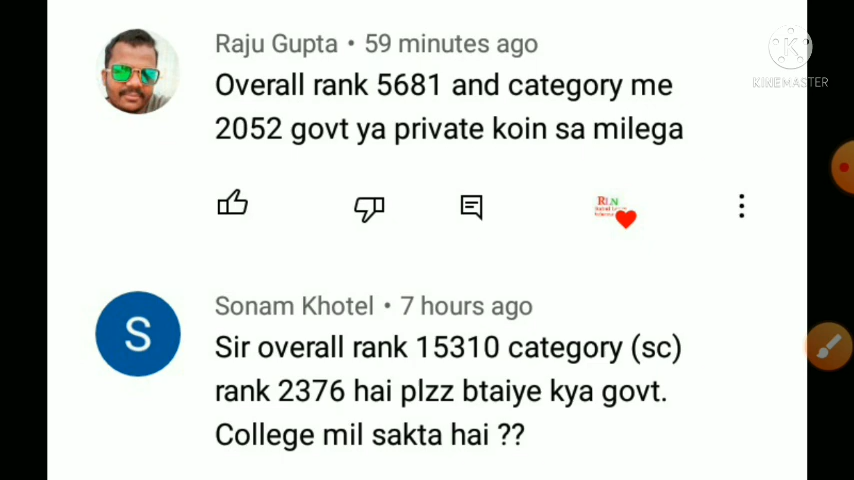 Raju Gupta • 59 minutes ago
Overall rank 5681 and category me
2052 govt ya private koin sa milega
KINEMASTER
RLN
Sonam Khotel • 7 hours ago
S
Sir overall rank 15310 category (sc)
rank 2376 hai plzz btaiye kya govt.
College mil sakta hai ??